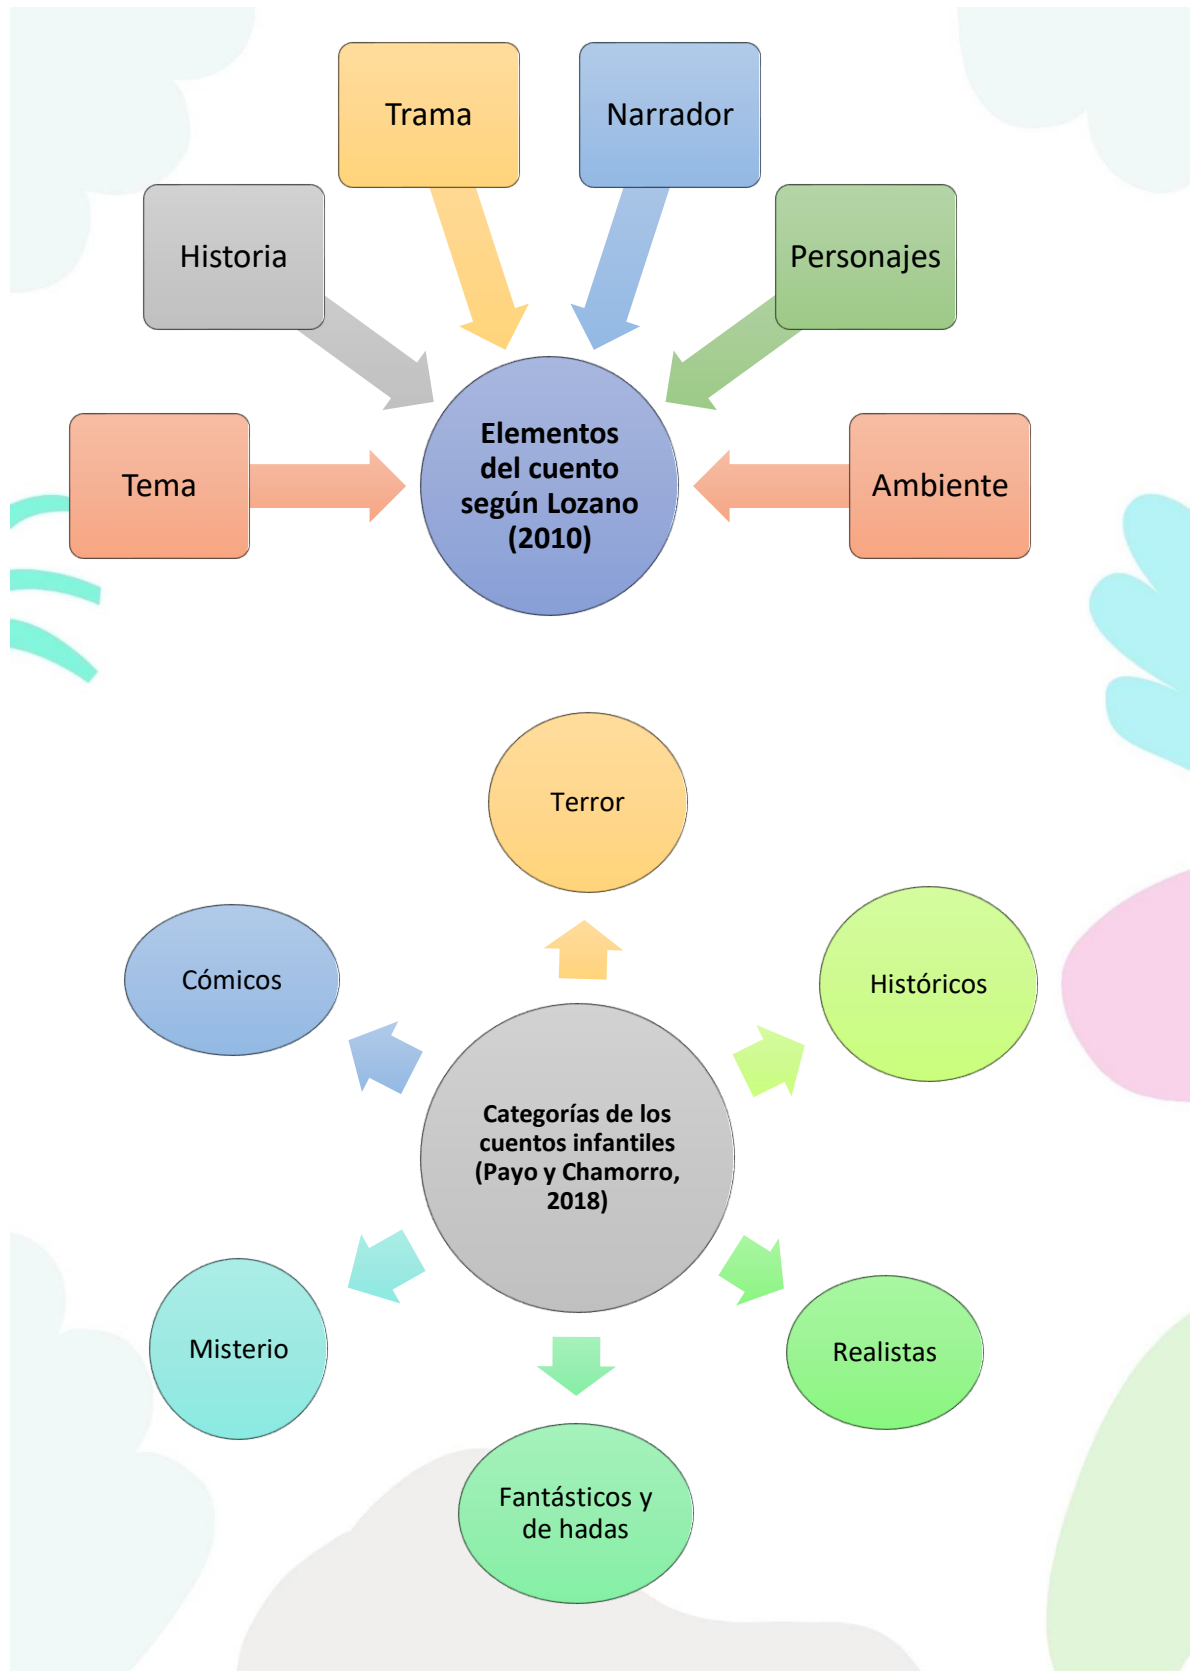 Trama
Narrador
Historia
Personajes
Tema
Elementos
del cuento
según Lozano
(2010)
Ambiente
Terror
Cómicos
Históricos
Categorías de los
cuentos infantiles
(Payo y Chamorro,
2018)
Misterio
Realistas
Fantásticos y
de hadas